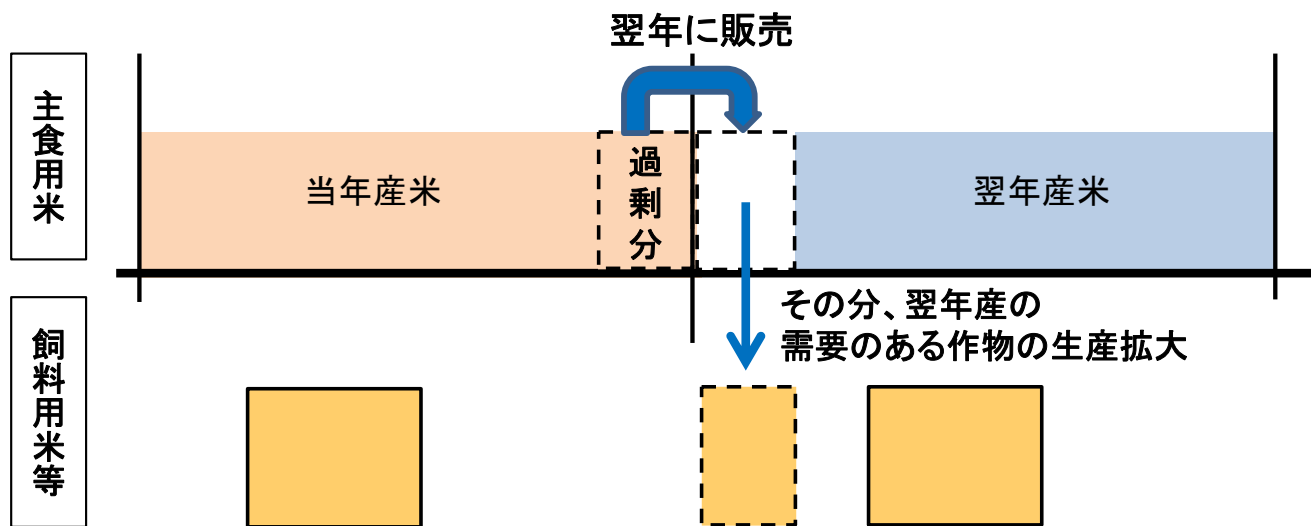 翌年に販売
主食用米
当年産米
過剰分
翌年産米
その分、翌年産の
需要のある作物の生産拡大
飼料用米等